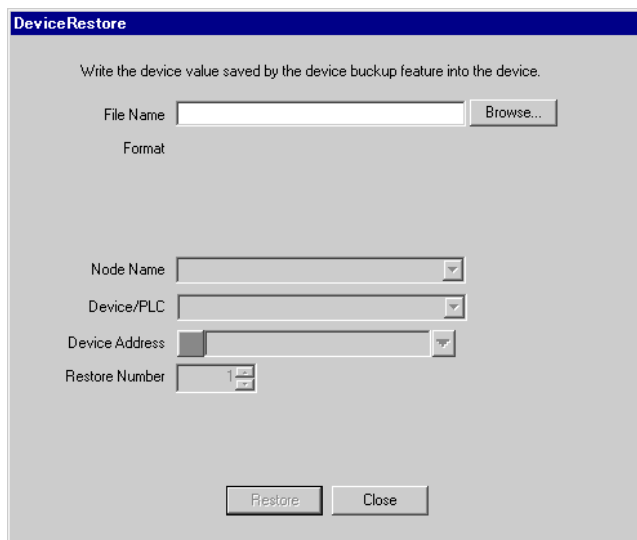 DeviceRestore
Write the device value saved by the device buckup feature into the device.
File Name
Browse...
Format
Node Name
Device/PLC
Device Address
Restore Number
1
Restore
Close